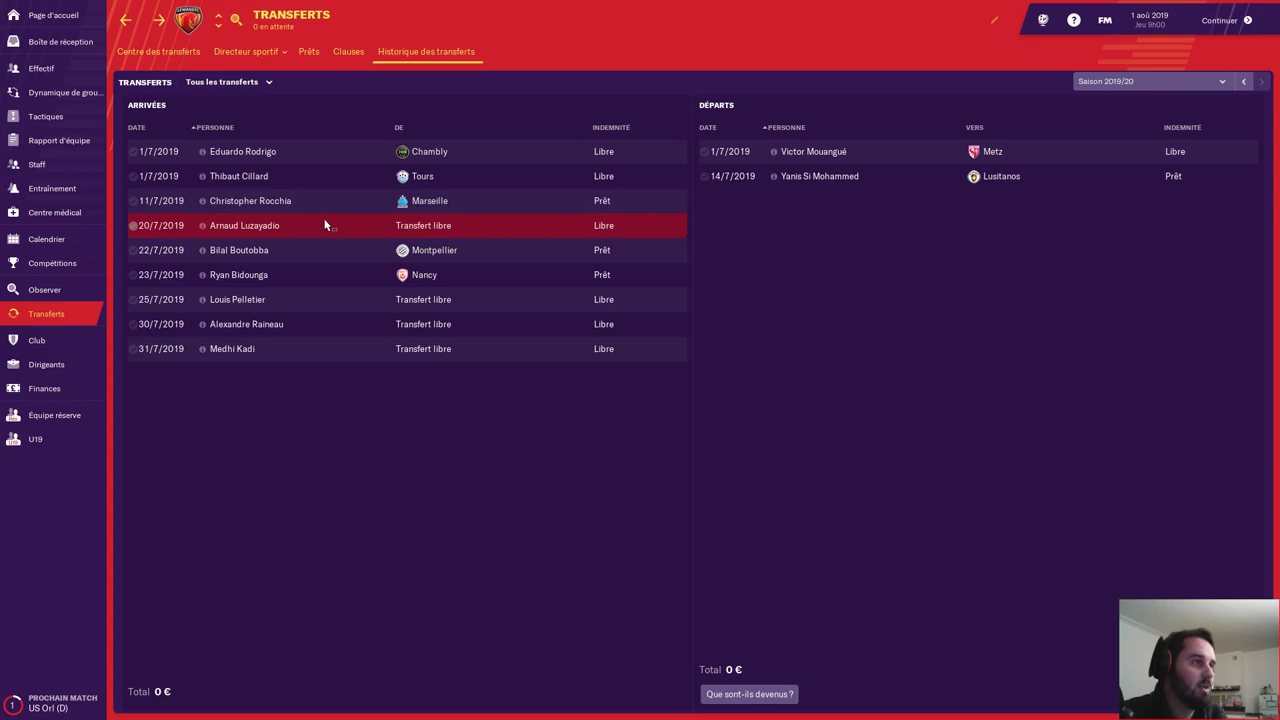 Page d'accueil
Boîte de réception
Effectif
Dynamique de grou...
Tactiques
Rapport d'équipe
Staff
Entraînement
Centre médical
Calendrier
Compétitions
Observer
Transferts
Club
Dirigeants
Finances
Équipe réserve
U19
PROCHAIN MATCH
1 US Orl (D)
TRANSFERTS
0 en attente
FM
1 aoû 2019
Jeu 9h00
Continuer
Centre des transferts Directeur sportif Prêts Clauses Historique des transferts
TRANSFERTS Tous les transferts Saison 2019/20
ARRIVÉES
DATE PERSONNE DE INDEMNITÉ
1/7/2019 Eduardo Rodrigo Chambly Libre
1/7/2019 Thibaut Cillard Tours Libre
11/7/2019 Christopher Rocchia Marseille Prêt
20/7/2019 Arnaud Luzayadio Transfert libre Libre
22/7/2019 Bilal Boutobba Montpellier Prêt
23/7/2019 Ryan Bidounga Nancy Prêt
25/7/2019 Louis Pelletier Transfert libre Libre
30/7/2019 Alexandre Raineau Transfert libre Libre
31/7/2019 Medhi Kadi Transfert libre Libre
Total 0 €
DÉPARTS
DATE PERSONNE VERS INDEMNITÉ
1/7/2019 Victor Mouangué Metz Libre
14/7/2019 Yanis Si Mohammed Lusitanos Prêt
Total 0 €
Que sont-ils devenus ?